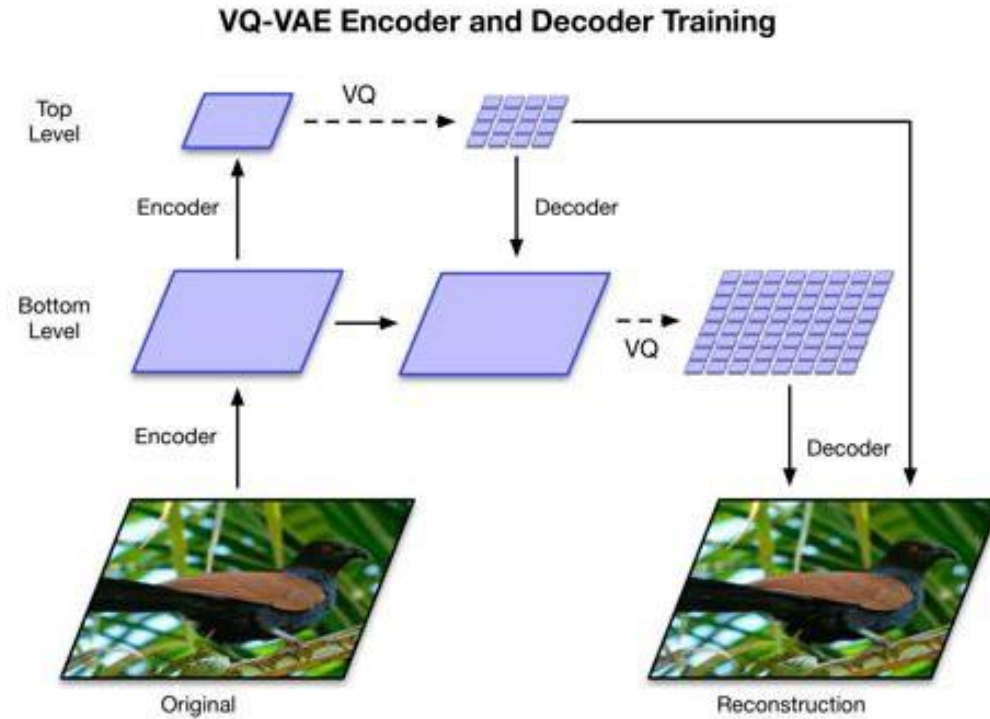 VQ-VAE Encoder and Decoder Training
Top
Level
VQ
Encoder
Decoder
Bottom
Level
VQ
Encoder
Decoder
Original
Reconstruction